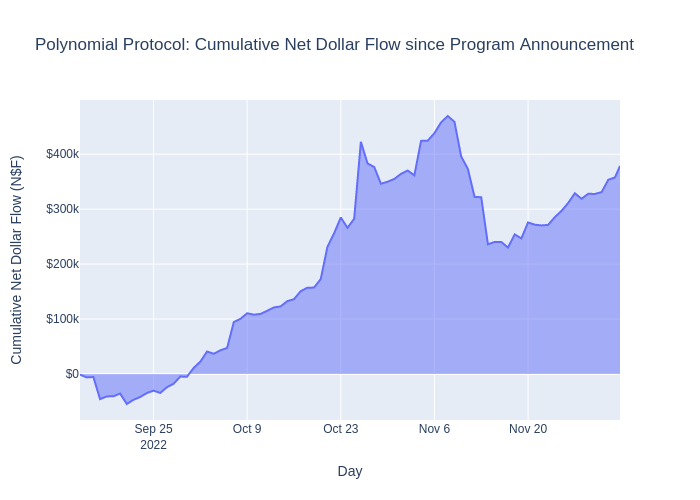 Polynomial Protocol: Cumulative Net Dollar Flow since Program Announcement
Cumulative Net Dollar Flow (N$F)
$400k
$300k
$200k
$100k
$0
Sep 25
2022
Oct 9
Oct 23
Nov 6
Nov 20
Day